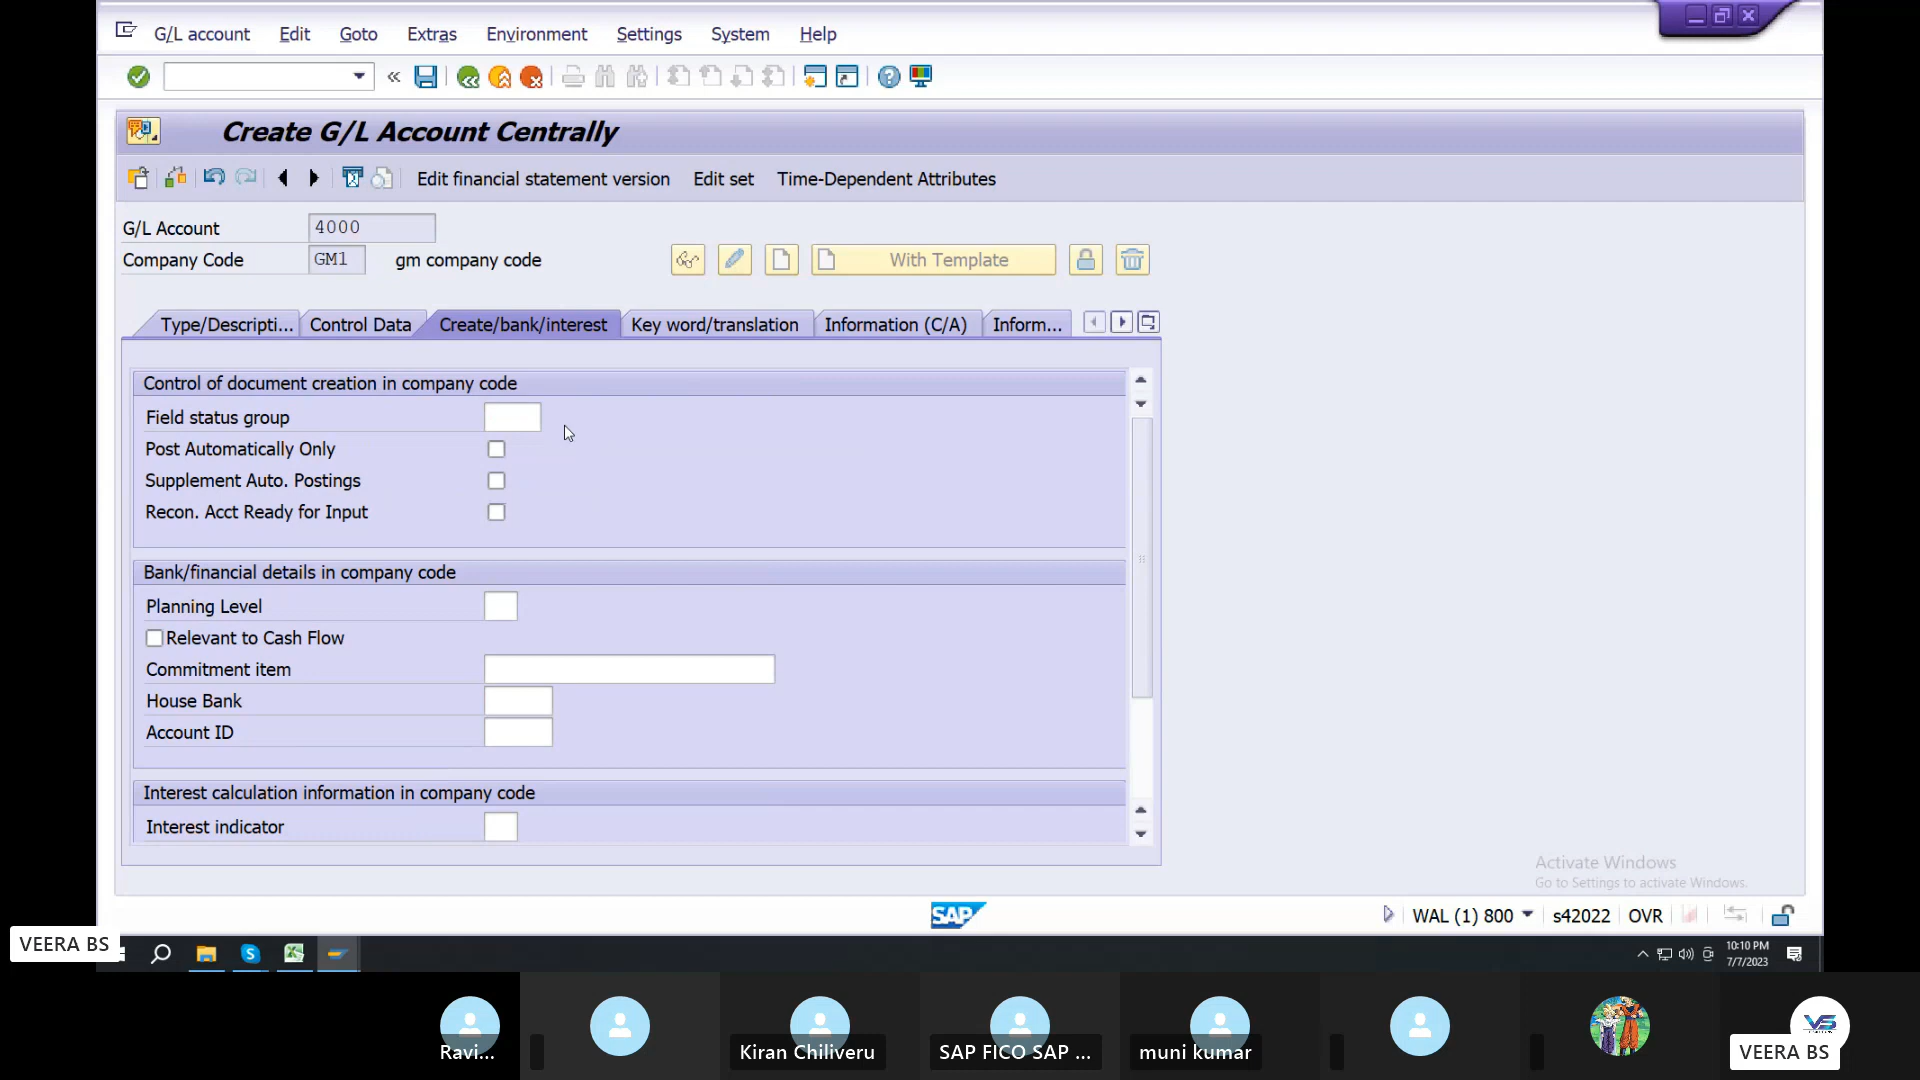 G/L account Edit Goto Extras Environment Settings System Help
Create G/L Account Centrally
Edit financial statement version Edit set Time-Dependent Attributes
G/L Account 4000
Company Code GM1 gm company code With Template
Type/Descripti... Control Data Create/bank/interest Key word/translation Information (C/A) Inform...
Control of document creation in company code
Field status group
Post Automatically Only
Supplement Auto. Postings
Recon. Acct Ready for Input
Bank/financial details in company code
Planning Level
Relevant to Cash Flow
Commitment item
House Bank
Account ID
Interest calculation information in company code
Interest indicator
Activate Windows
Go to Settings to activate Windows.
SAP WAL (1) 800 s42022 OVR
VEERA BS
10:10 PM
7/7/2023
Ravi... Kiran Chiliveru SAP FICO SAP ... muni kumar VEERA BS
VS